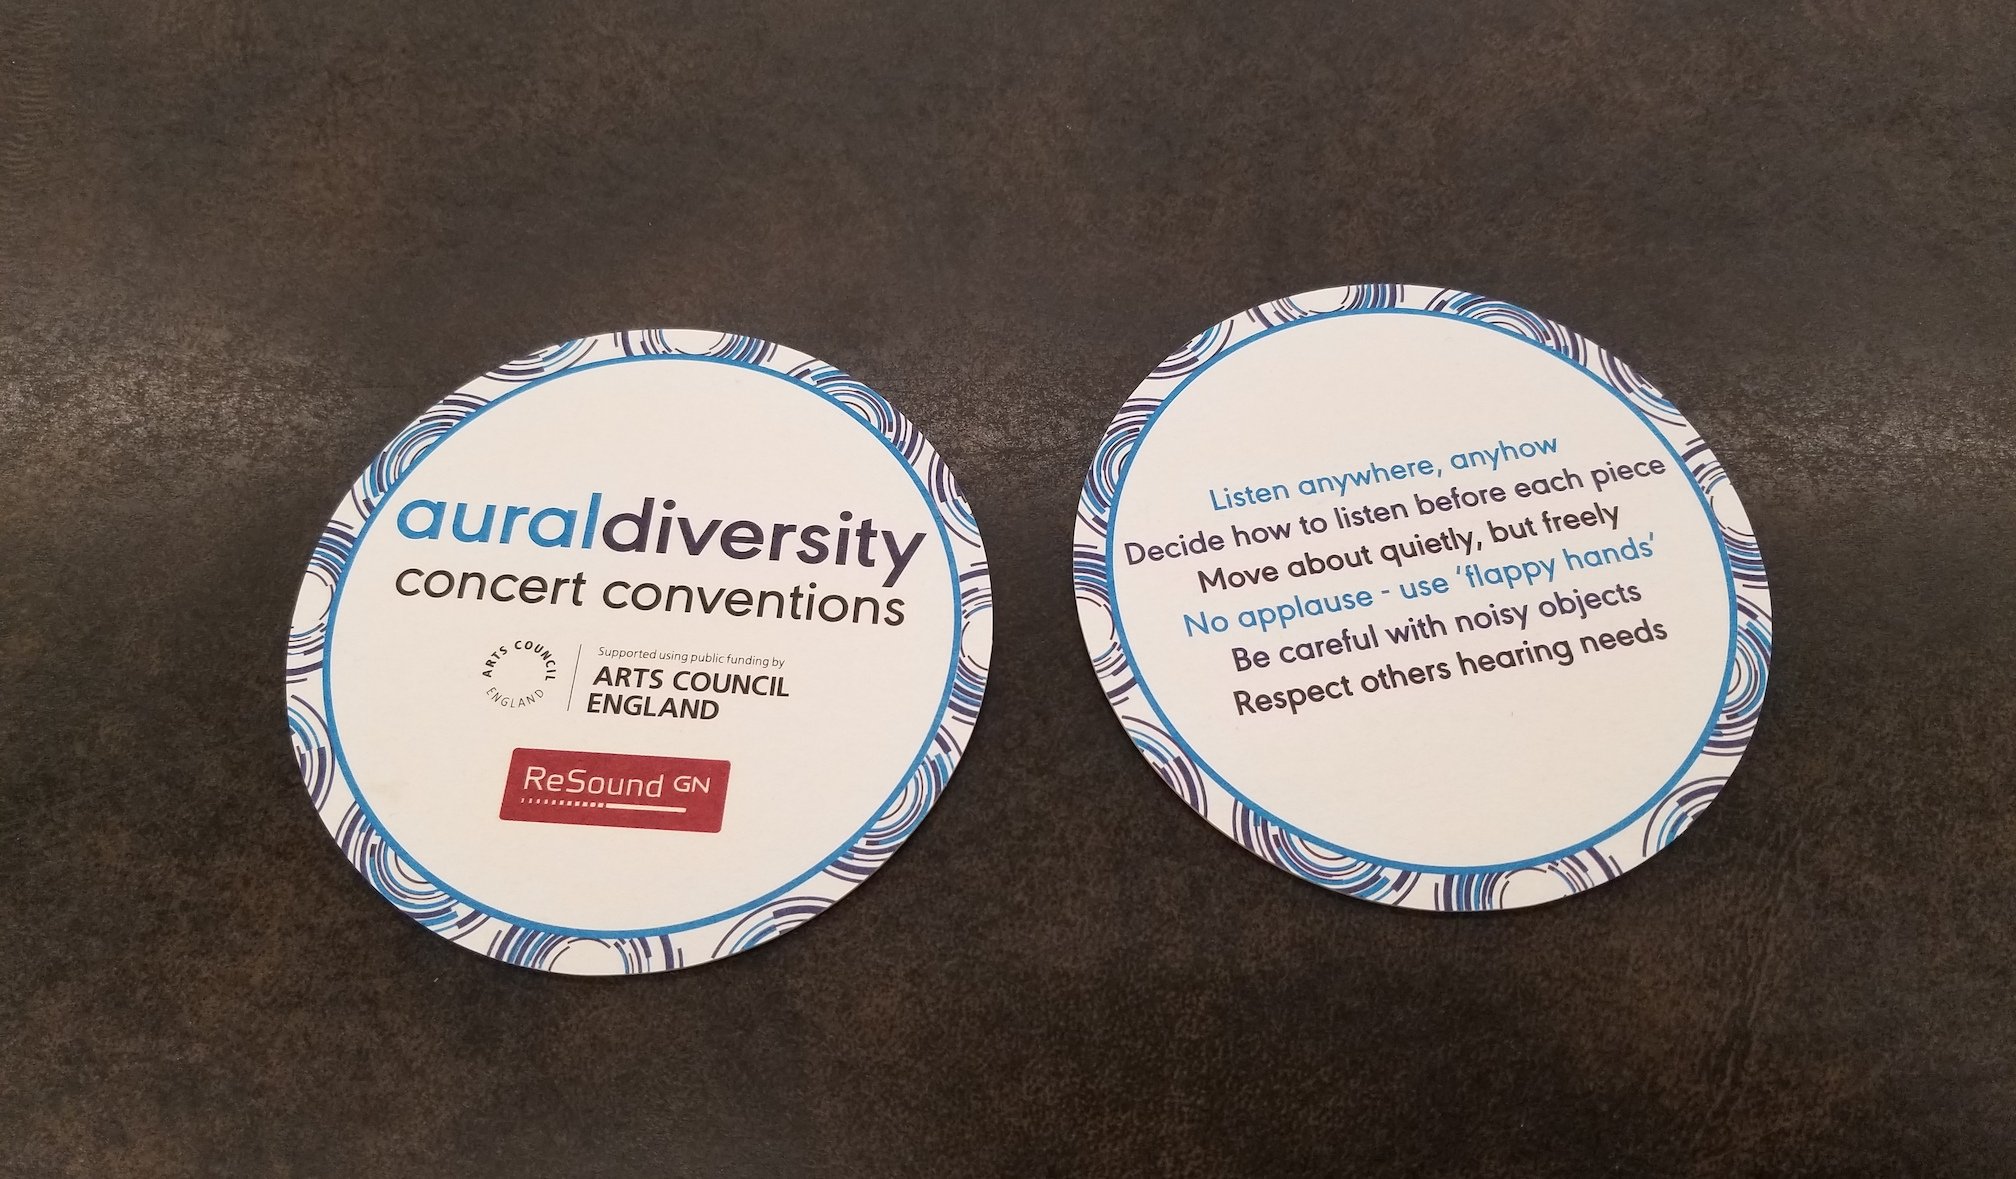 auraldiversity
concert conventions
ARTS COUNCIL
ENGLAND
Supported using public funding by
ARTS COUNCIL
ENGLAND
ReSound GN
Listen anywhere, anyhow
Decide how to listen before each piece
Move about quietly, but freely
No applause - use 'flappy hands'
Be careful with noisy objects
Respect others hearing needs